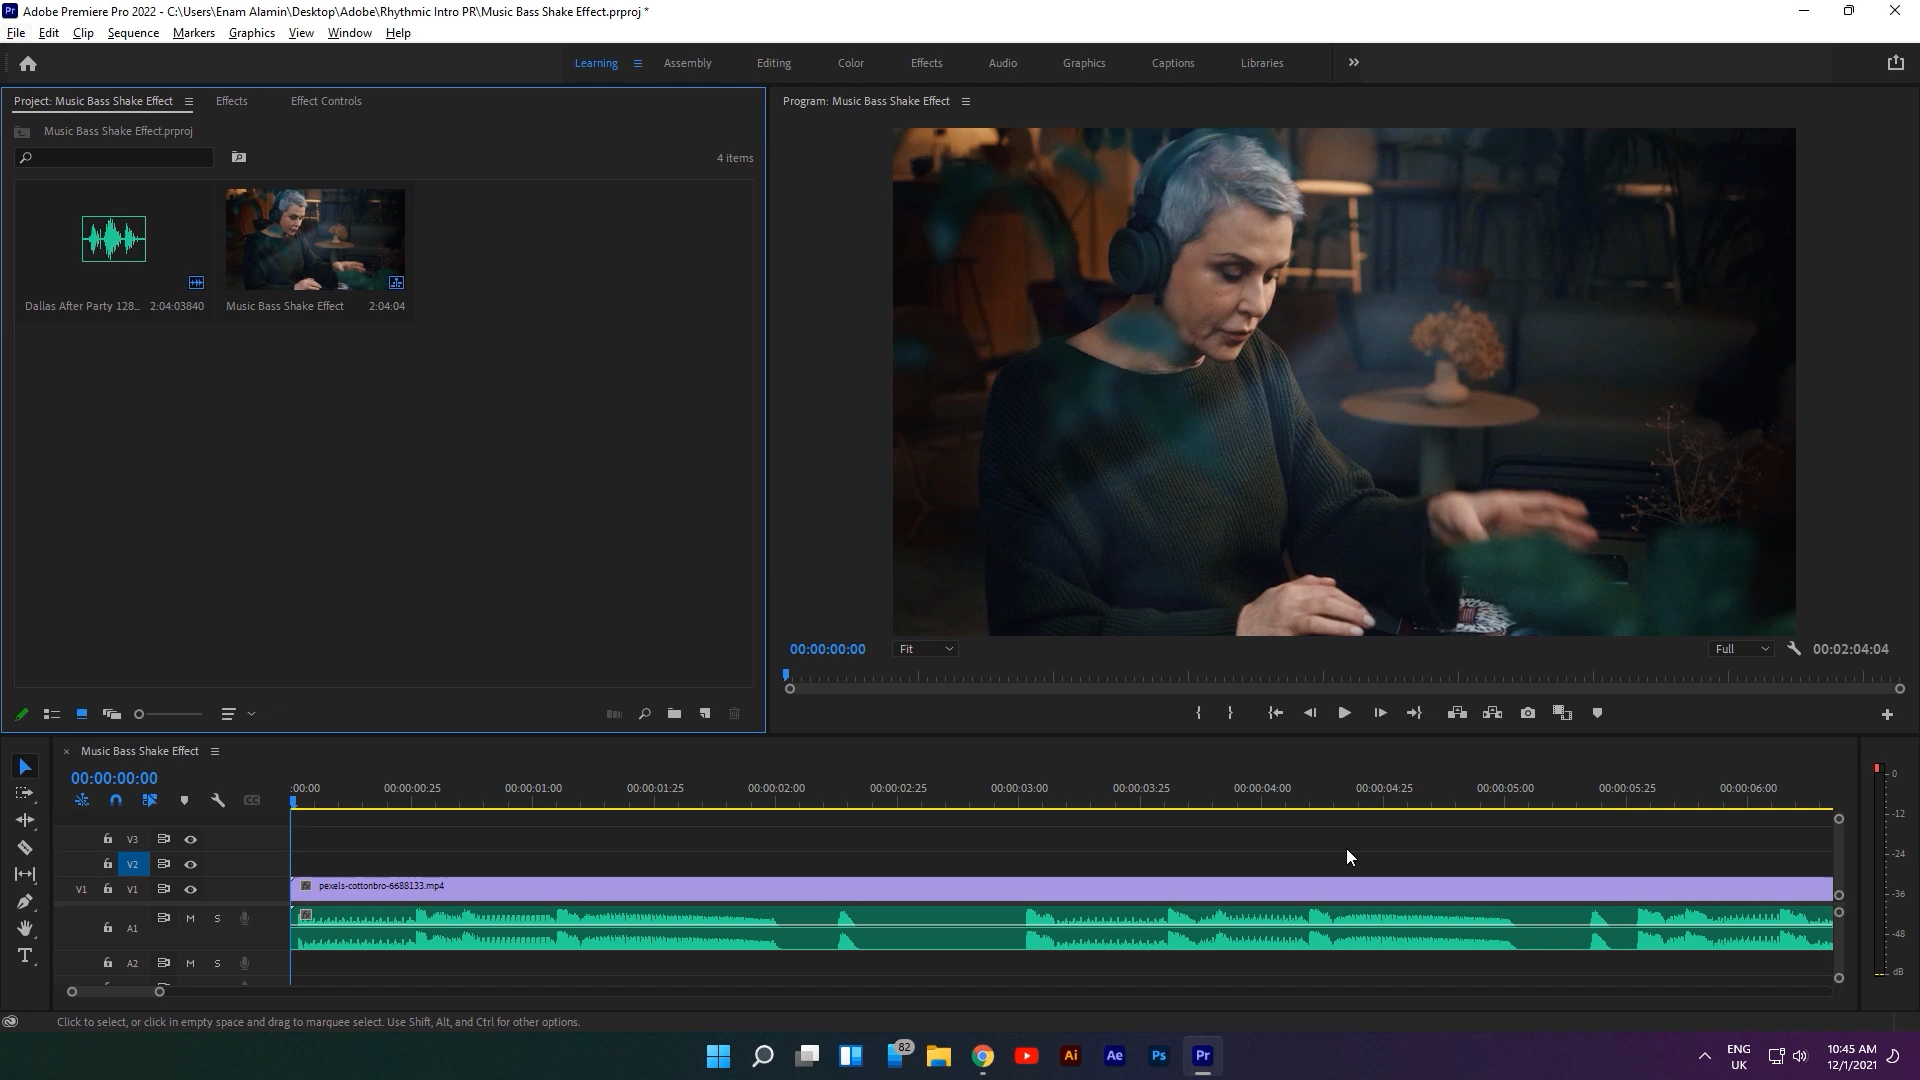 Pr Adobe Premiere Pro 2022 - C:\Users\Enam Alamin\Desktop\Adobe\Rhythmic Intro PR\Music Bass Shake Effect.prproj *
File Edit Clip Sequence Markers Graphics View Window Help
Learning Assembly Editing Color Effects Audio Graphics Captions Libraries
Project: Music Bass Shake Effect Effects Effect Controls
Program: Music Bass Shake Effect
Music Bass Shake Effect.prproj
4 items
Dallas After Party 128... 2:04:03840
Music Bass Shake Effect 2:04:04
00:00:00:00 Fit Full 00:02:04:04
Music Bass Shake Effect
00:00:00:00
:00:00 00:00:00:25 00:00:01:00 00:00:01:25 00:00:02:00 00:00:02:25 00:00:03:00 00:00:03:25 00:00:04:00 00:00:04:25 00:00:05:00 00:00:05:25 00:00:06:00
V3
V2
V1 V1
fx pexels-cottonbro-6688133.mp4
A1 M S
fx
A2 M S
0
-12
-24
-36
-48
dB
Click to select, or click in empty space and drag to marquee select. Use Shift, Alt, and Ctrl for other options.
82
Ai Ae Ps Pr
ENG
UK
10:45 AM
12/1/2021